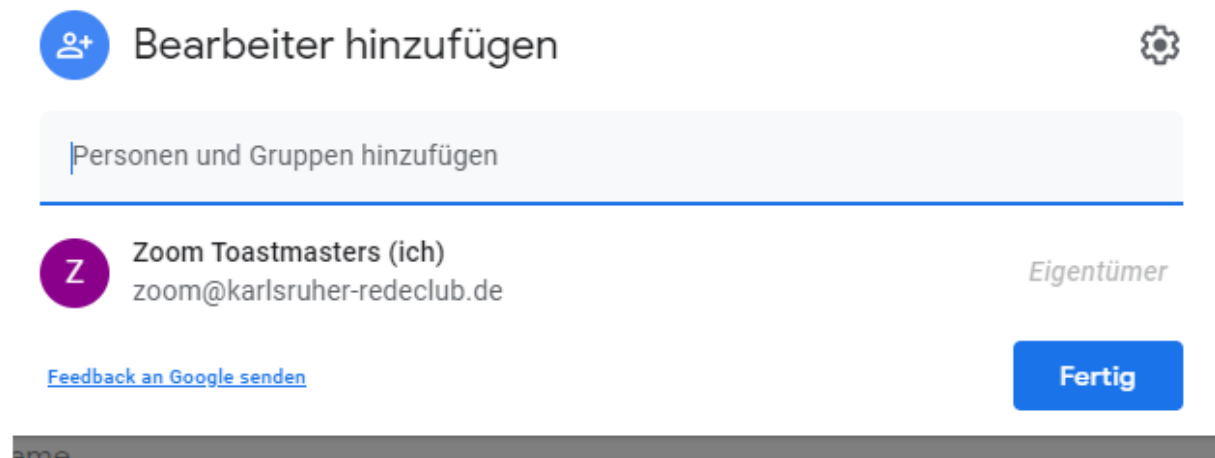 Bearbeiter hinzufügen
Personen und Gruppen hinzufügen
Z
Zoom Toastmasters (ich)
zoom@karlsruher-redeclub.de
Eigentümer
Feedback an Google senden
Fertig